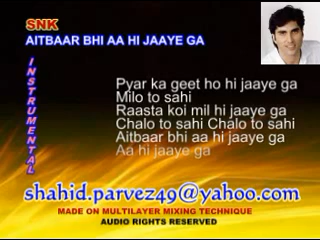 SNK
AITBAAR BHI AA HI JAAYE GA
INSTRUMENTAL
Pyar ka geet ho hi jaaye ga
Milo to sahi
Raasta koi mil hi jaaye ga
Chalo to sahi Chalo to sahi
Aitbaar bhi aa hi jaaye ga
Aa hi jaaye ga
shahid.parvez49@yahoo.com
MADE ON MULTILAYER MIXING TECHNIQUE
AUDIO RIGHTS RESERVED